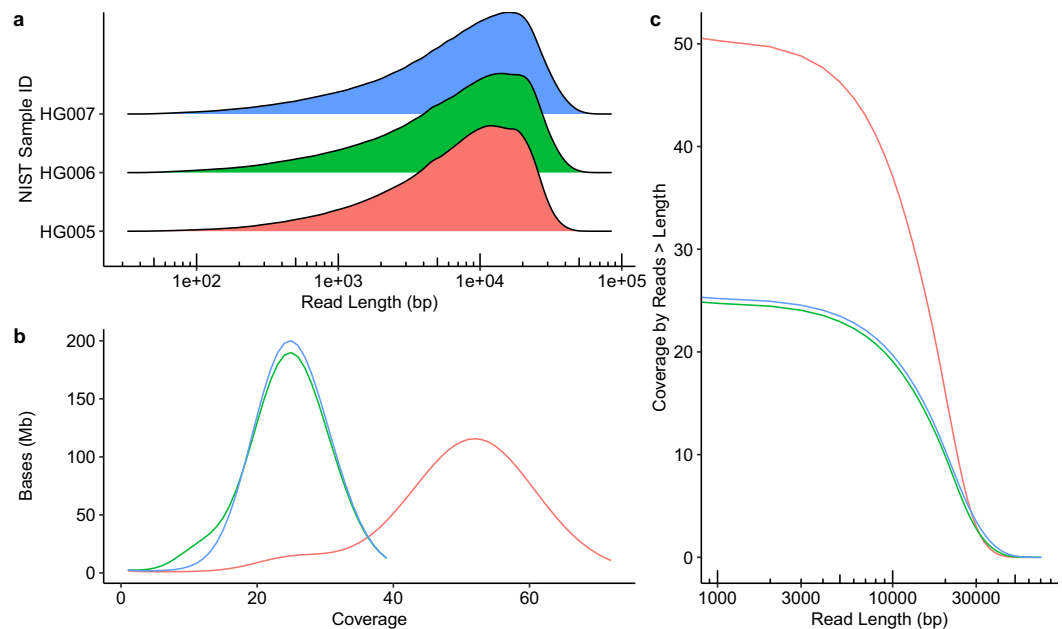 a
NIST Sample ID
HG007
HG006
HG005
1e+02 1e+03 1e+04 1e+05
Read Length (bp)
b
Bases (Mb)
200
150
100
50
0
0 20 40 60
Coverage
c
Coverage by Reads > Length
50
40
30
20
10
0
1000 3000 10000 30000
Read Length (bp)